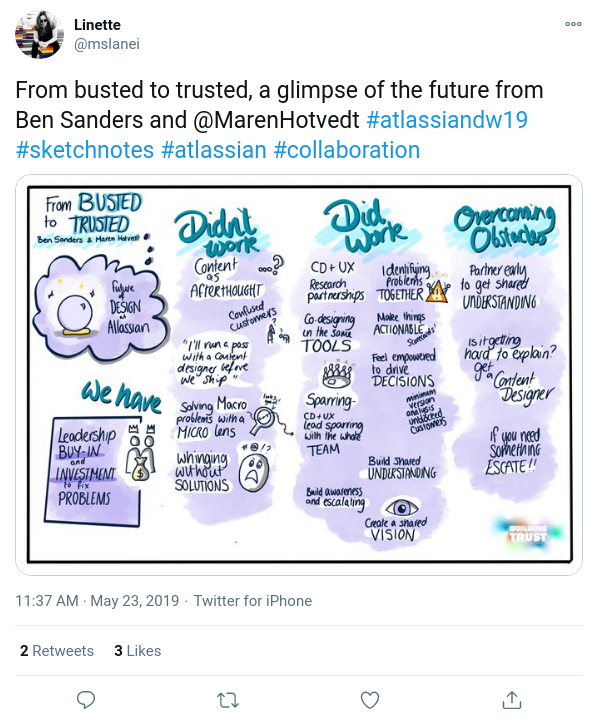 Linette
@mslanei
From busted to trusted, a glimpse of the future from
Ben Sanders and @MarenHotvedt #atlassiandw19
#sketchnotes #atlassian #collaboration
From BUSTED
to TRUSTED
Ben Sanders & Maren Hotvedt
Future
of
DESIGN
at
Atlassian
We have
Leadership
BUY-IN
and
INVESTMENT
to fix
PROBLEMS
Didn't
work
Content
as
AFTERTHOUGHT
Confused
Customers
"I'll run a pass
with a content
designer before
we ship"
Solving Macro
problems with a
MICRO lens
Whinging
without
SOLUTIONS
Did
Work
CD + UX
Research
partnerships
Co-designing
in the same
TOOLS
Sparring-
CD + UX
Lead sparring
with the whole
TEAM
Build awareness
and escalating
Identifying
Problems
TOGETHER
Make things
ACTIONABLE
Feel empowered
to drive
DECISIONS
minimum
version
analysis
Customers
Build Shared
UNDERSTANDING
Create a shared
VISION
Overcoming
Obstacles
Partner early
to get shared
UNDERSTANDING
Is it getting
hard to explain?
get
a Content
Designer
If you need
Something
ESCATE!!
BUILDING
TRUST
11:37 AM · May 23, 2019 · Twitter for iPhone
2 Retweets 3 Likes